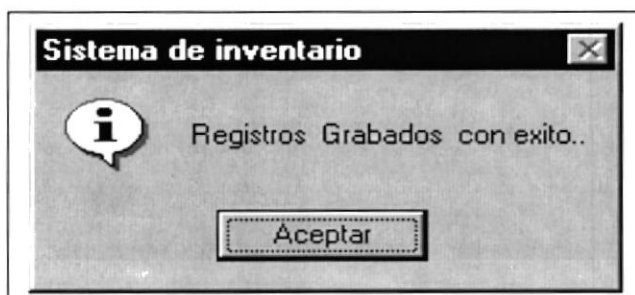 Sistema de inventario
Registros Grabados con exito..
Aceptar